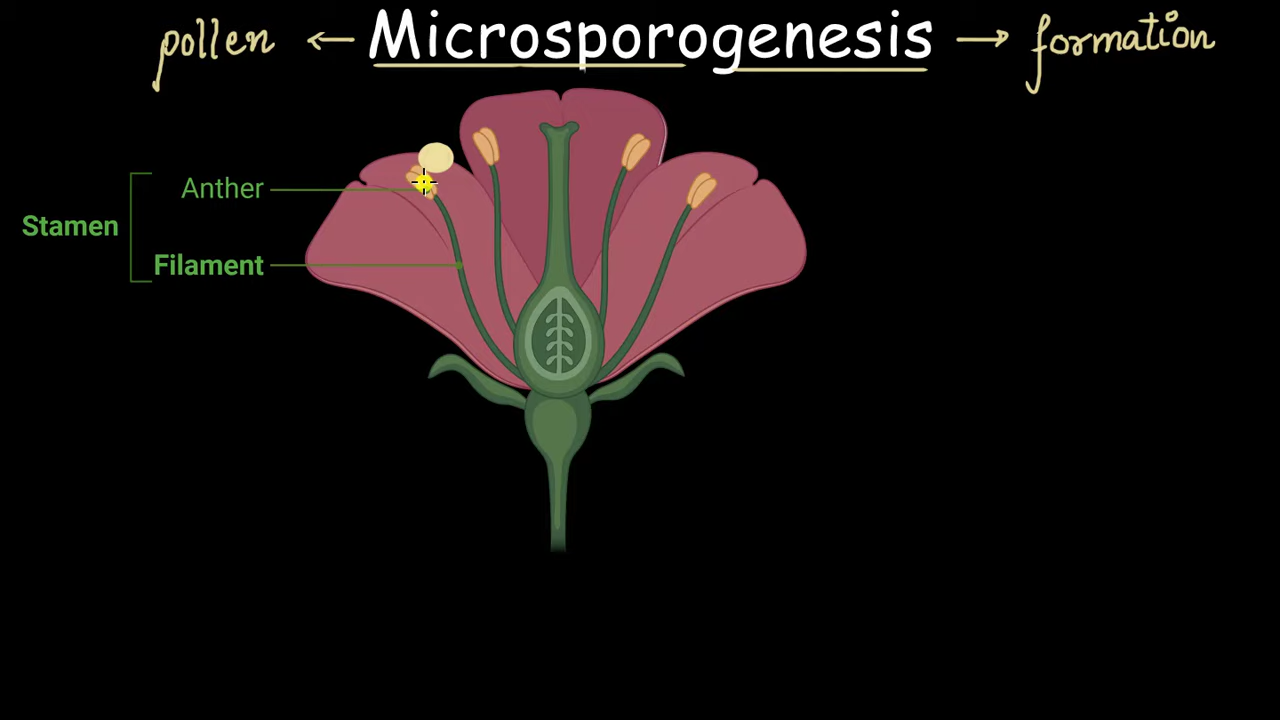 pollen ← Microsporogenesis → formation
Anther
Stamen
Filament